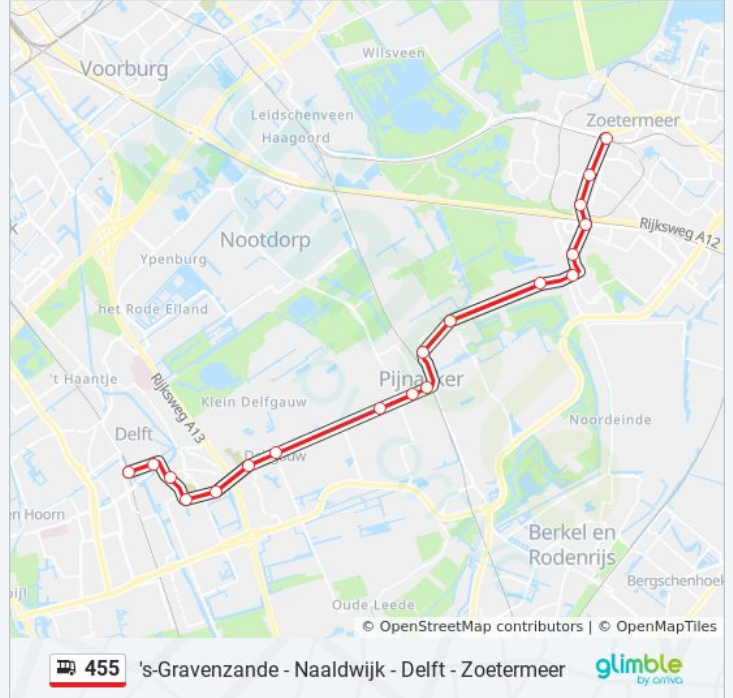 Wilsveen
Voorburg
Leidschenveen
Haagoord
Zoetermeer
Rijksweg A12
Nootdorp
Ypenburg
het Rode Elland
't Haantje
Rijksweg A13
Klein Delfgauw
Delft
Noordeinde
en Hoorn
Berkel en
Rodenrijs
Bergschenhoek
Oude Leede
© OpenStreetMap contributors | © OpenMapTiles
455 's-Gravenzande - Naaldwijk - Delft - Zoetermeer
glimble
by arriva